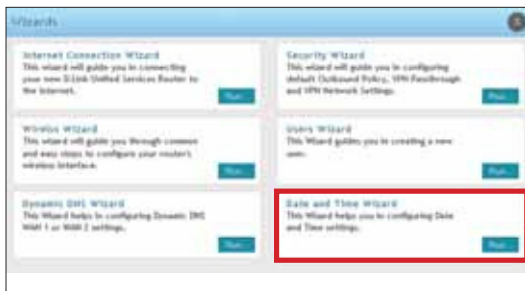 Wizards
Internet Connection Wizard
This wizard will guide you in connecting
your new D-Link Unified Services Router to
the Internet.
Run...
Security Wizard
This wizard will guide you in configuring
default Outbound Policy, VPN Passthrough
and VPN Network Settings.
Run...
Wireless Wizard
This wizard will guide you through common
and easy steps to configure your router's
wireless interface.
Run...
Users Wizard
This Wizard guides you in creating a new
user.
Run...
Dynamic DNS Wizard
This Wizard helps in configuring Dynamic DNS
WAN 1 or WAN 2 settings.
Run...
Date and Time Wizard
This Wizard helps you in configuring Date
and Time settings.
Run...